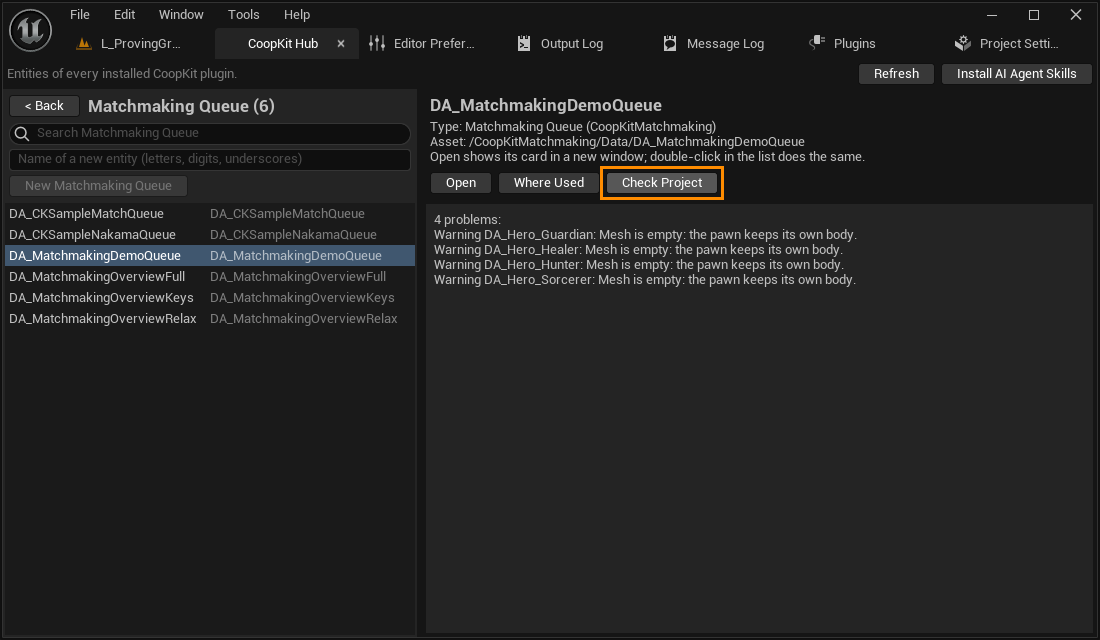 File Edit Window Tools Help
L_ProvingGr...
CoopKit Hub
Editor Prefer...
Output Log
Message Log
Plugins
Project Setti...
Entities of every installed CoopKit plugin.
Refresh
Install AI Agent Skills
< Back
Matchmaking Queue (6)
Search Matchmaking Queue
Name of a new entity (letters, digits, underscores)
New Matchmaking Queue
DA_CKSampleMatchQueue DA_CKSampleMatchQueue
DA_CKSampleNakamaQueue DA_CKSampleNakamaQueue
DA_MatchmakingDemoQueue DA_MatchmakingDemoQueue
DA_MatchmakingOverviewFull DA_MatchmakingOverviewFull
DA_MatchmakingOverviewKeys DA_MatchmakingOverviewKeys
DA_MatchmakingOverviewRelax DA_MatchmakingOverviewRelax
DA_MatchmakingDemoQueue
Type: Matchmaking Queue (CoopKitMatchmaking)
Asset: /CoopKitMatchmaking/Data/DA_MatchmakingDemoQueue
Open shows its card in a new window; double-click in the list does the same.
Open
Where Used
Check Project
4 problems:
Warning DA_Hero_Guardian: Mesh is empty: the pawn keeps its own body.
Warning DA_Hero_Healer: Mesh is empty: the pawn keeps its own body.
Warning DA_Hero_Hunter: Mesh is empty: the pawn keeps its own body.
Warning DA_Hero_Sorcerer: Mesh is empty: the pawn keeps its own body.